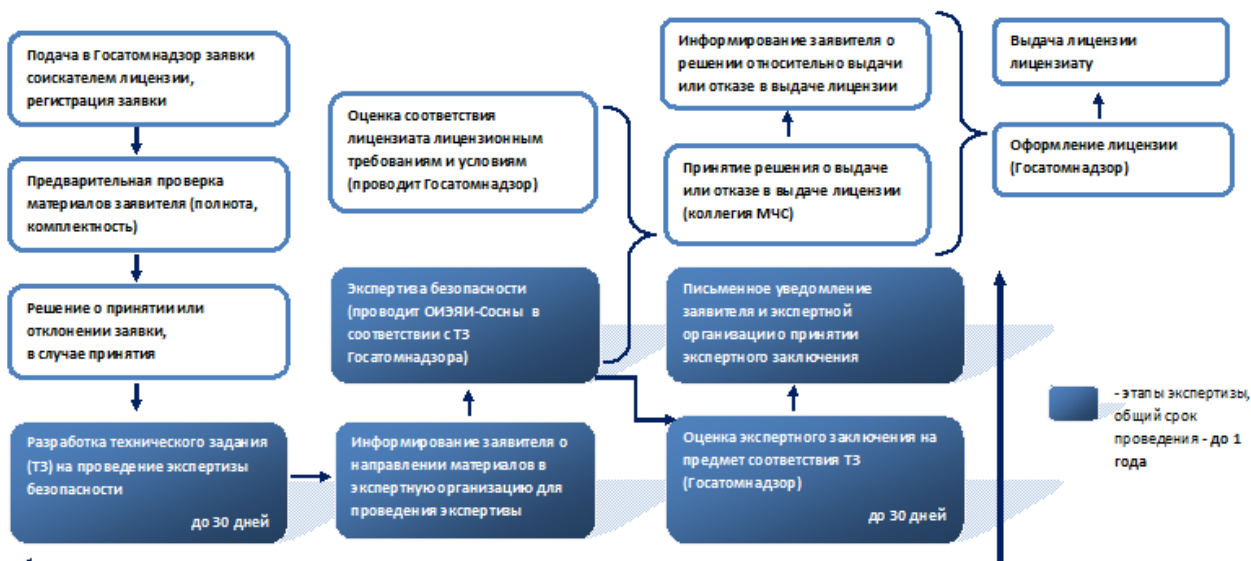 Подача в Госатомнадзор заявки
соискателем лицензии,
регистрация заявки
Предварительная проверка
материалов заявителя (полнота,
комплектность)
Решение о принятии или
отклонении заявки,
в случае принятия
Разработка технического задания
(ТЗ) на проведение экспертизы
безопасности
до 30 дней
Оценка соответствия
лицензиата лицензионным
требованиям и условиям
(проводит Госатомнадзор)
Экспертиза безопасности
(проводит ОИЭЯИ-Сосны в
соответствии с ТЗ
Госатомнадзора)
Информирование заявителя о
направлении материалов в
экспертную организацию для
проведения экспертизы
Информирование заявителя о
решении относительно выдачи
или отказе в выдаче лицензии
Принятие решения о выдаче
или отказе в выдаче лицензии
(коллегия МЧС)
Письменное уведомление
заявителя и экспертной
организации о принятии
экспертного заключения
Оценка экспертного заключения на
предмет соответствия ТЗ
(Госатомнадзор)
до 30 дней
Выдача лицензии
лицензиату
Оформление лицензии
(Госатомнадзор)
- этапы экспертизы,
общий срок
проведения - до 1
года